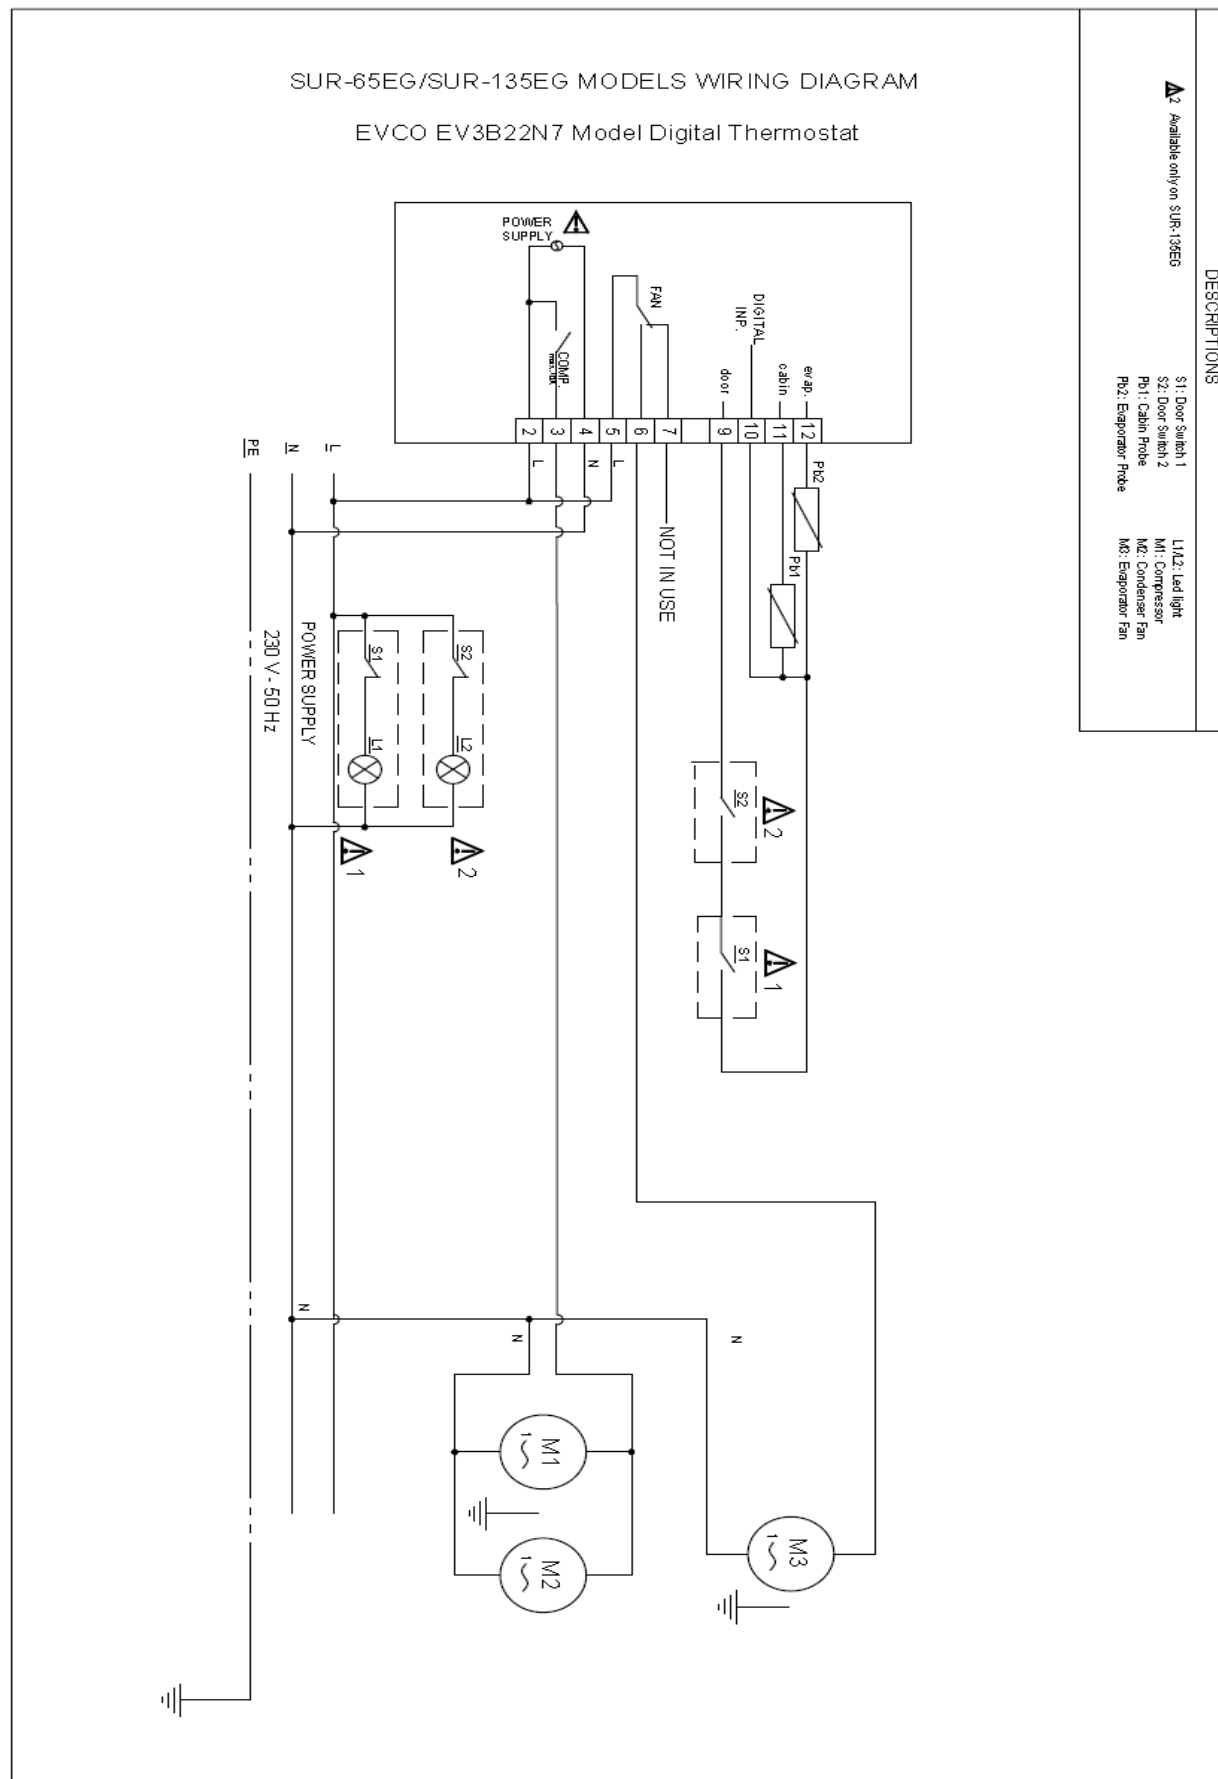 SUR-65EG/SUR-135EG MODELS WIRING DIAGRAM
EVCO EV3B22N7 Model Digital Thermostat
DESCRIPTIONS
2 Available only on SUR-135EG
S1: Door Switch 1
S2: Door Switch 2
Pb1: Cabin Probe
Pb2: Evaporator Probe
L1/L2: Led light
M1: Compressor
M2: Condenser Fan
M3: Evaporator Fan
POWER
SUPPLY
COMP.
FAN
DIGITAL
INP.
door
cabin
evap.
2
3
4
5
6
7
9
10
11
12
L
N
L
Pb2
Pb1
NOT IN USE
PE
N
L
POWER SUPPLY
230 V - 50 Hz
S1
L1
S2
L2
1
2
S2
2
S1
1
N
N
N
M1
1
M2
1
M3
1